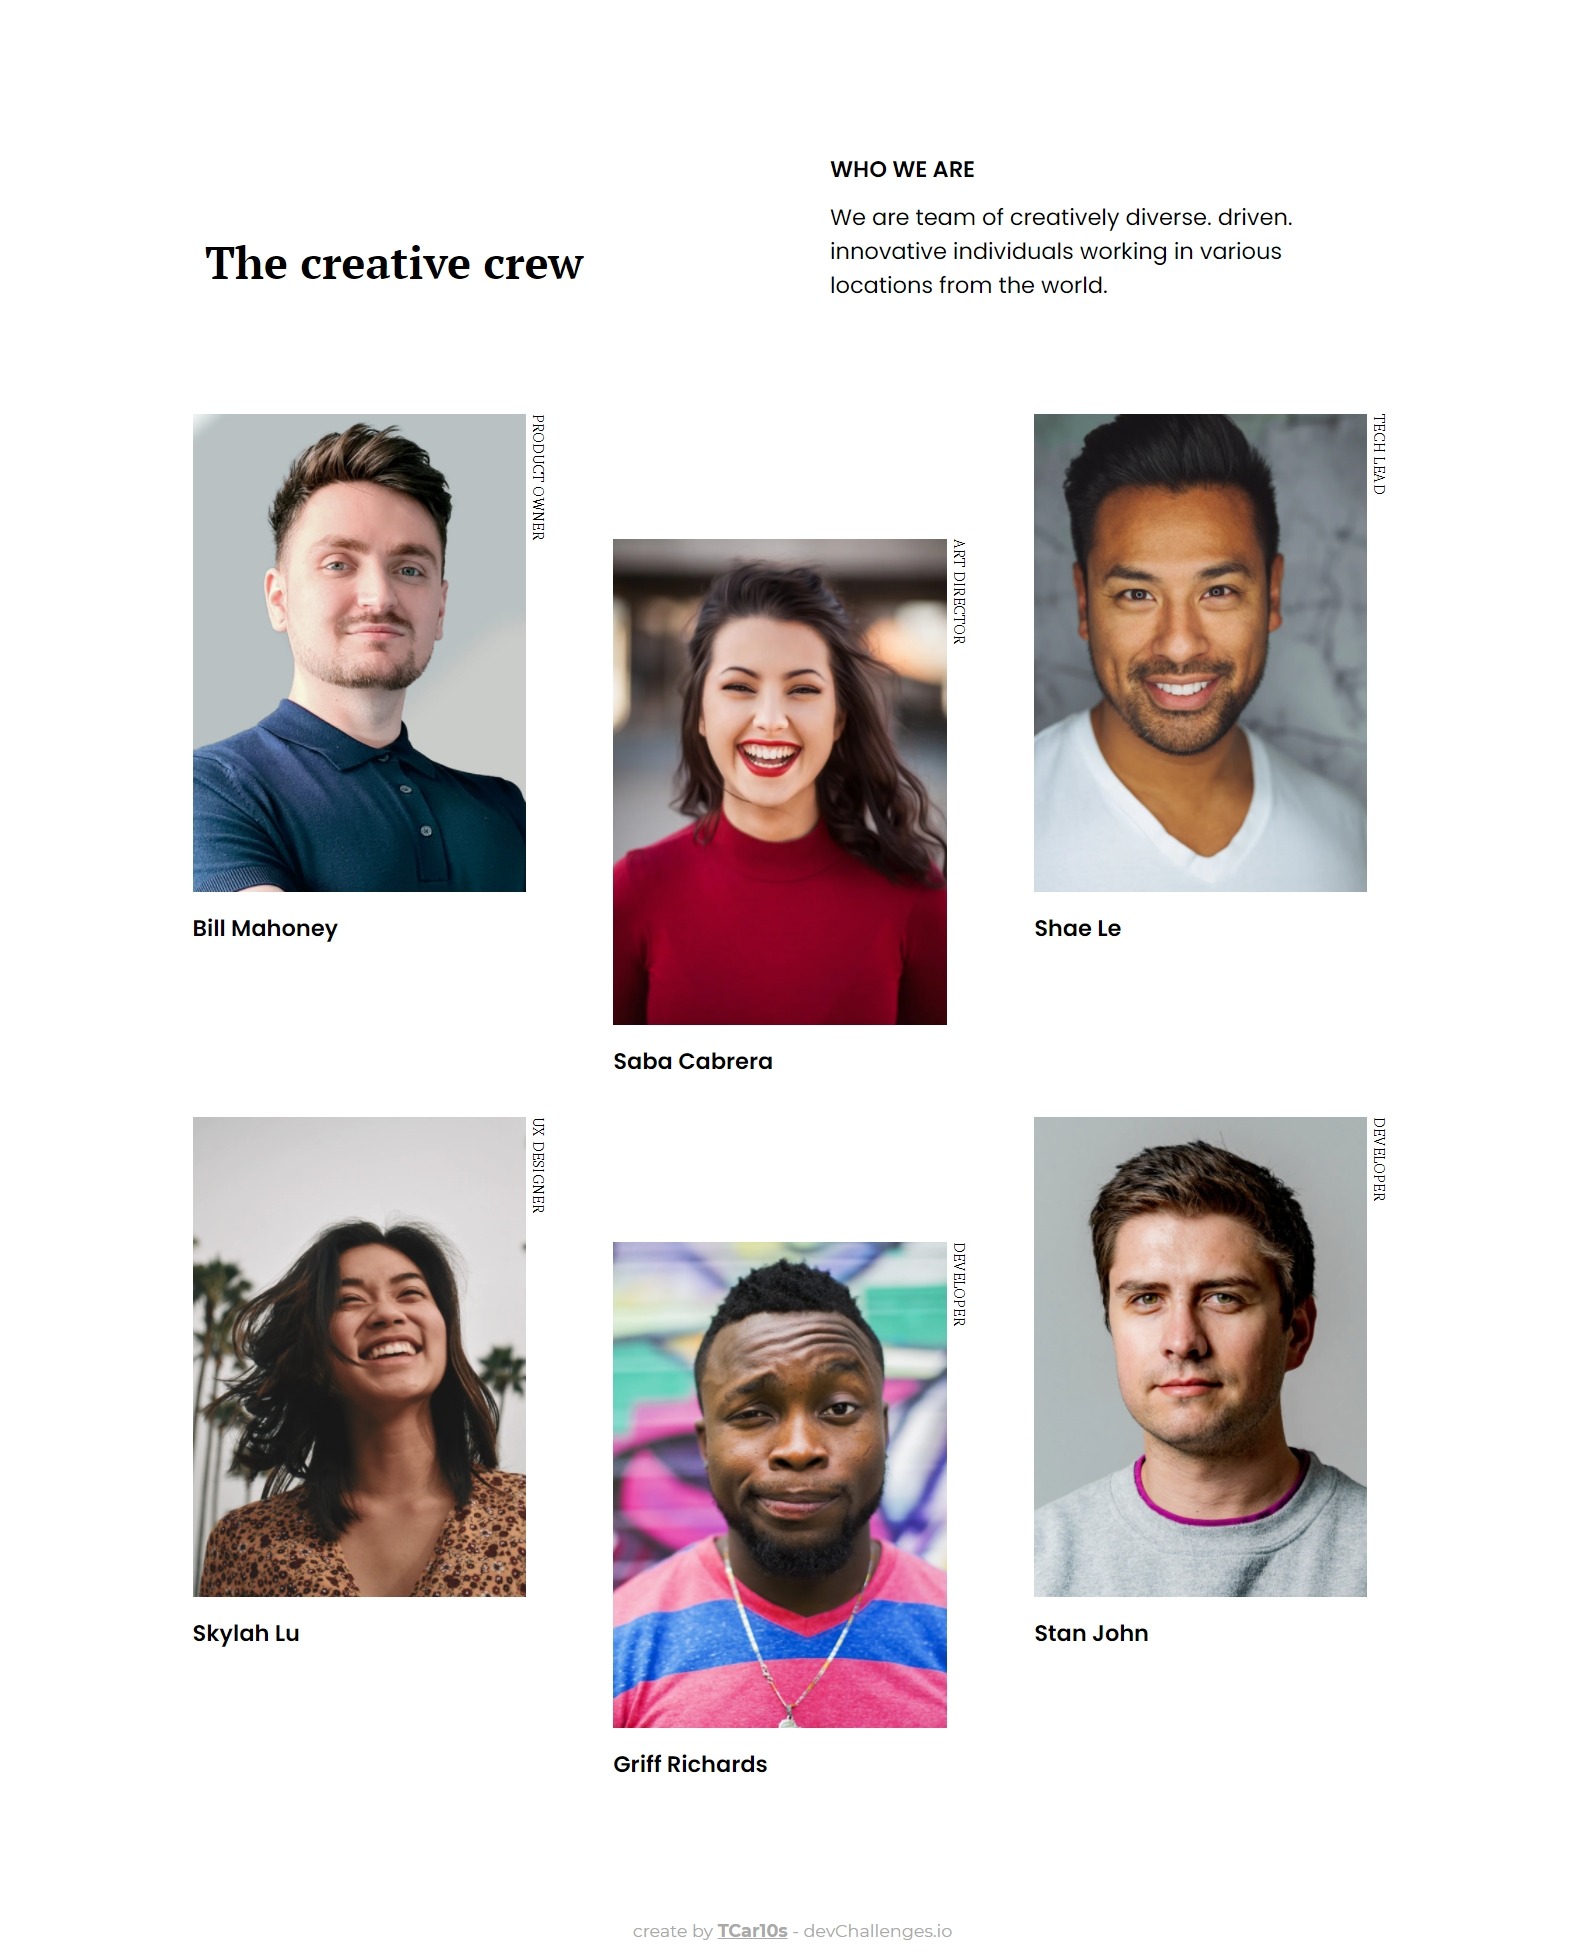 WHO WE ARE
We are team of creatively diverse. driven.
innovative individuals working in various
locations from the world.
The creative crew
PRODUCT OWNER
Bill Mahoney
ART DIRECTOR
Saba Cabrera
TECH LEAD
Shae Le
UX DESIGNER
Skylah Lu
DEVELOPER
Griff Richards
DEVELOPER
Stan John
create by TCar10s - devChallenges.io